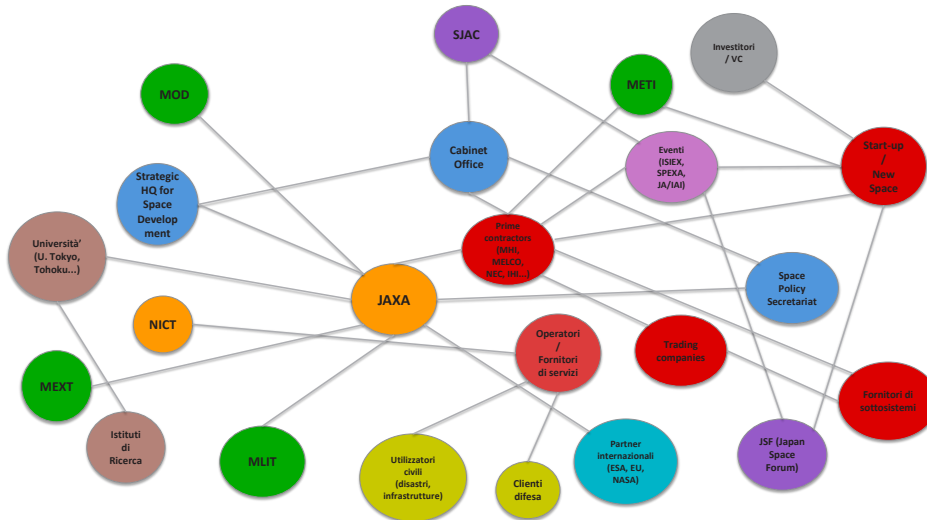 SJAC
Investitori
/ VC
METI
MOD
Cabinet
Office
Eventi
(ISIEX,
SPEXA,
JA/IAI)
Start-up
/
New
Space
Strategic
HQ for
Space
Develop
ment
Università'
(U. Tokyo,
Tohoku...)
Prime
contractors
(MHI,
MELCO,
NEC, IHI...)
Space
Policy
Secretariat
JAXA
NICT
Operatori
/
Fornitori
di servizi
Trading
companies
MEXT
Fornitori di
sottosistemi
Istituti
di
Ricerca
MLIT
Utilizzatori
civili
(disastri,
infrastrutture)
Clienti
difesa
Partner
internazionali
(ESA, EU,
NASA)
JSF (Japan
Space
Forum)